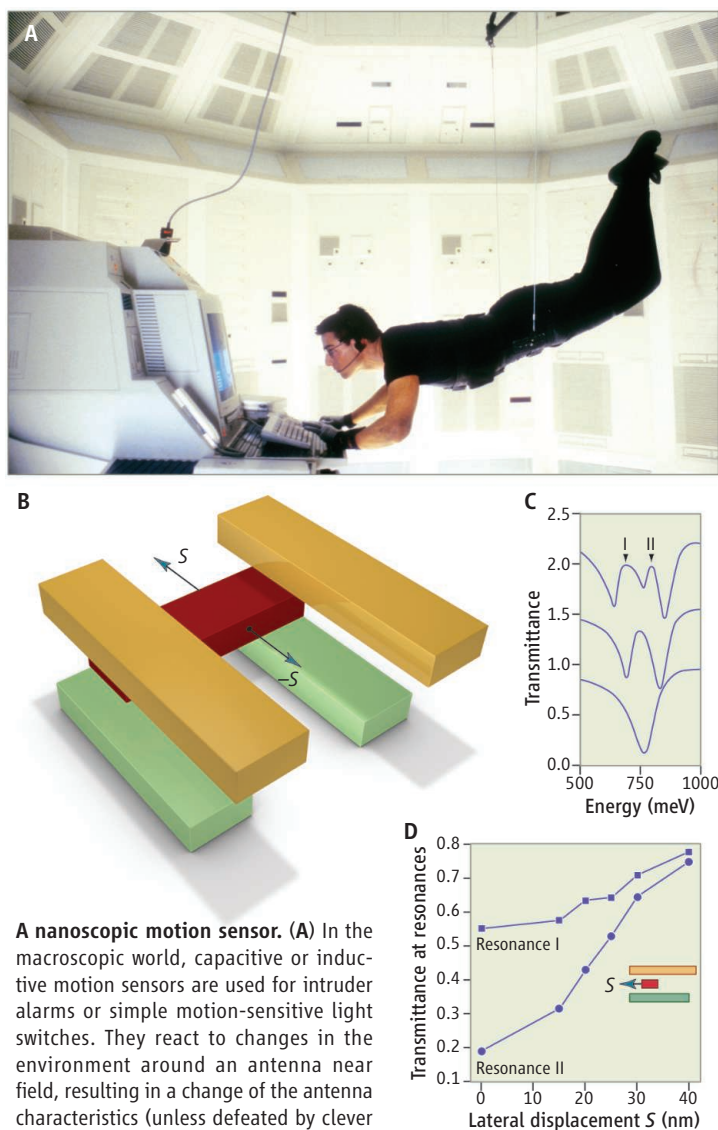 A
B
S
–S
C
2.5
2.0
1.5
1.0
0.5
0.0
Transmittance
I II
500 750 1000
Energy (meV)
D
0.8
0.7
0.6
0.5
0.4
0.3
0.2
0.1
Transmittance at resonances
Resonance I
S
Resonance II
0 10 20 30 40
Lateral displacement S (nm)
A nanoscopic motion sensor. (A) In the
macroscopic world, capacitive or induc-
tive motion sensors are used for intruder
alarms or simple motion-sensitive light
switches. They react to changes in the
environment around an antenna near
field, resulting in a change of the antenna
characteristics (unless defeated by clever